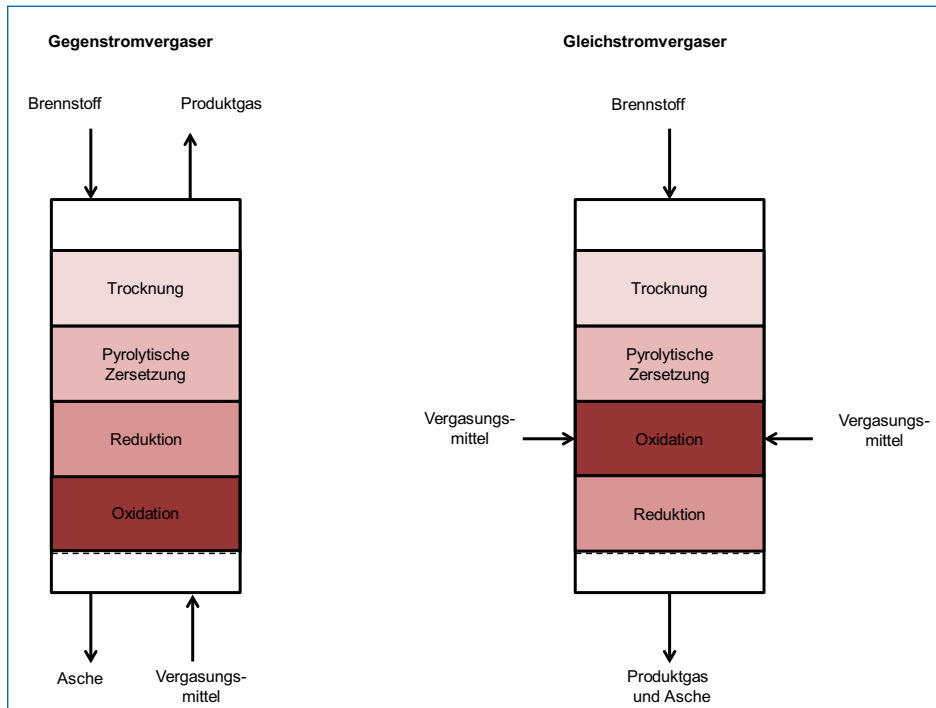 Gegenstromvergaser
Brennstoff
Produktgas
Trocknung
Pyrolytische
Zersetzung
Reduktion
Oxidation
Asche
Vergasungs-
mittel
Gleichstromvergaser
Brennstoff
Trocknung
Pyrolytische
Zersetzung
Vergasungs-
mittel
Oxidation
Vergasungs-
mittel
Reduktion
Produktgas
und Asche